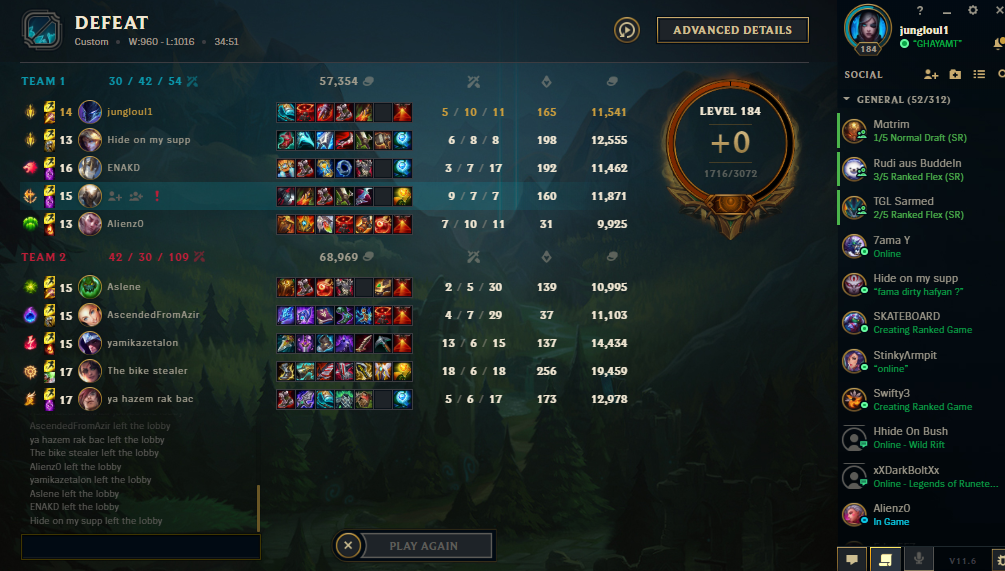 DEFEAT
Custom • W:960 - L:1016 • 34:51
ADVANCED DETAILS
TEAM 1 30 / 42 / 54 57,354
14 jungloul1 5 / 10 / 11 165 11,541
13 Hide on my supp 6 / 8 / 8 198 12,555
16 ENAKD 3 / 7 / 17 192 11,462
15 9 / 7 / 7 160 11,871
13 Alienz0 7 / 10 / 11 31 9,925
TEAM 2 42 / 30 / 109 68,969
15 Aslene 2 / 5 / 30 139 10,995
15 AscendedFromAzir 4 / 7 / 29 37 11,103
15 yamikazetalon 13 / 6 / 15 137 14,434
17 The bike stealer 18 / 6 / 18 256 19,459
17 ya hazem rak bac 5 / 6 / 17 173 12,978
LEVEL 184
+0
1716/3072
AscendedFromAzir left the lobby
ya hazem rak bac left the lobby
The bike stealer left the lobby
Alienz0 left the lobby
yamikazetalon left the lobby
Aslene left the lobby
ENAKD left the lobby
Hide on my supp left the lobby
PLAY AGAIN
184
jungloul1
"GHAYAMT"
SOCIAL
GENERAL (52/312)
Matrim
1/5 Normal Draft (SR)
Rudi aus Buddeln
3/5 Ranked Flex (SR)
TGL Sarmed
2/5 Ranked Flex (SR)
7ama Y
Online
Hide on my supp
"fama dirty hafyan ?"
SKATEBOARD
Creating Ranked Game
StinkyArmpit
"online"
Swifty3
Creating Ranked Game
Hhide On Bush
Online - Wild Rift
xXDarkBoltXx
Online - Legends of Runete...
Alienz0
In Game
V11.6